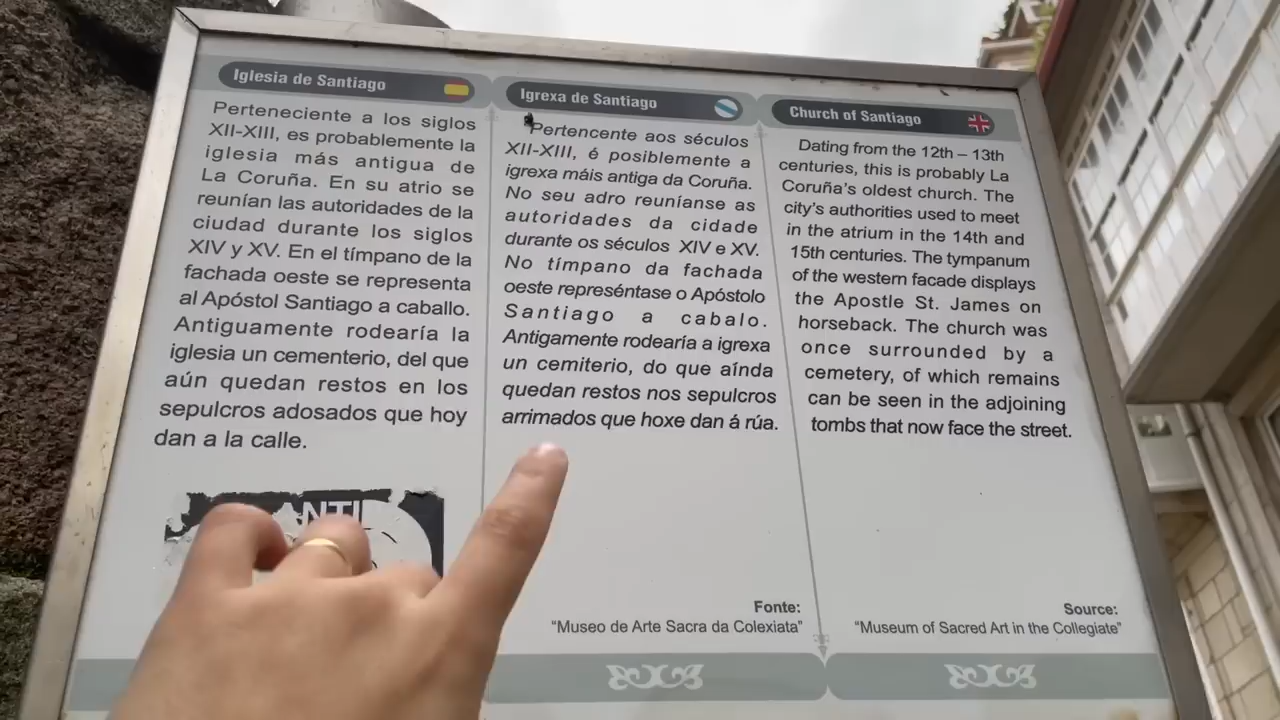 Iglesia de Santiago
Perteneciente a los siglos
XII-XIII, es probablemente la
iglesia más antigua de
La Coruña. En su atrio se
reunían las autoridades de la
ciudad durante los siglos
XIV y XV. En el tímpano de la
fachada oeste se representa
al Apóstol Santiago a caballo.
Antiguamente rodearía la
iglesia un cementerio, del que
aún quedan restos en los
sepulcros adosados que hoy
dan a la calle.
ANTI
Igrexa de Santiago
Pertencente aos séculos
XII-XIII, é posiblemente a
igrexa máis antiga da Coruña.
No seu adro reuníanse as
autoridades da cidade
durante os séculos XIV e XV.
No tímpano da fachada
oeste represéntase o Apóstolo
Santiago a cabalo.
Antigamente rodearía a igrexa
un cemiterio, do que aínda
quedan restos nos sepulcros
arrimados que hoxe dan á rúa.
Fonte:
"Museo de Arte Sacra da Colexiata"
Church of Santiago
Dating from the 12th – 13th
centuries, this is probably La
Coruña's oldest church. The
city's authorities used to meet
in the atrium in the 14th and
15th centuries. The tympanum
of the western facade displays
the Apostle St. James on
horseback. The church was
once surrounded by a
cemetery, of which remains
can be seen in the adjoining
tombs that now face the street.
Source:
"Museum of Sacred Art in the Collegiate"